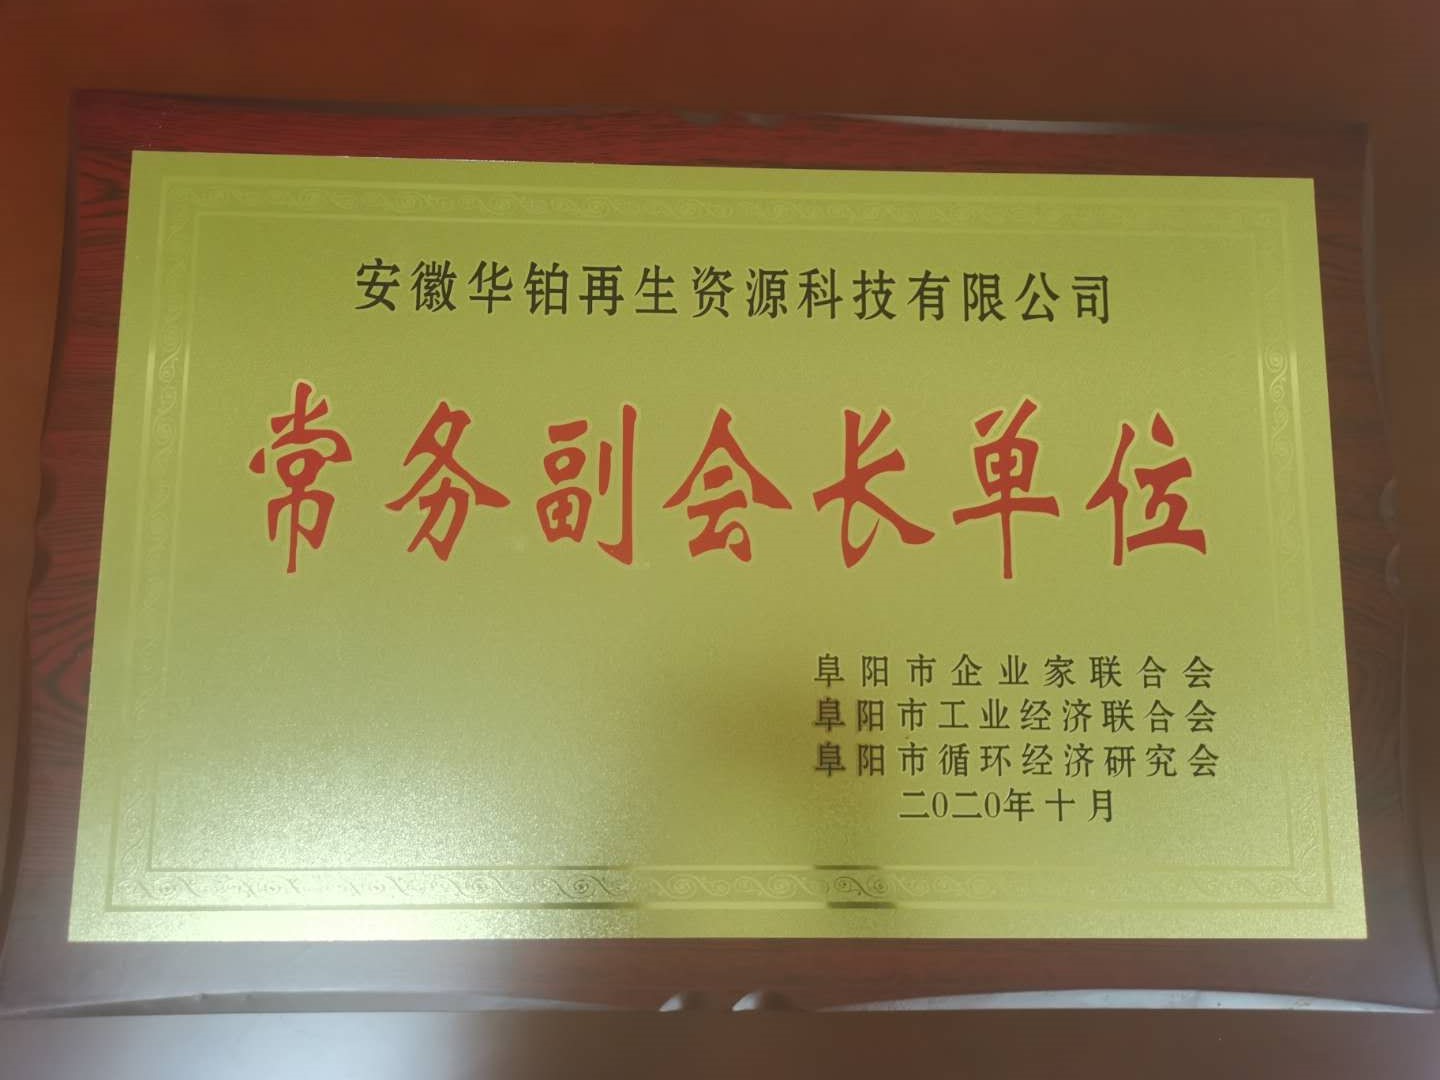 安徽华铂再生资源科技有限公司
常务副会长单位
阜阳市企业家联合会
阜阳市工业经济联合会
阜阳市循环经济研究会
二0二0年十月